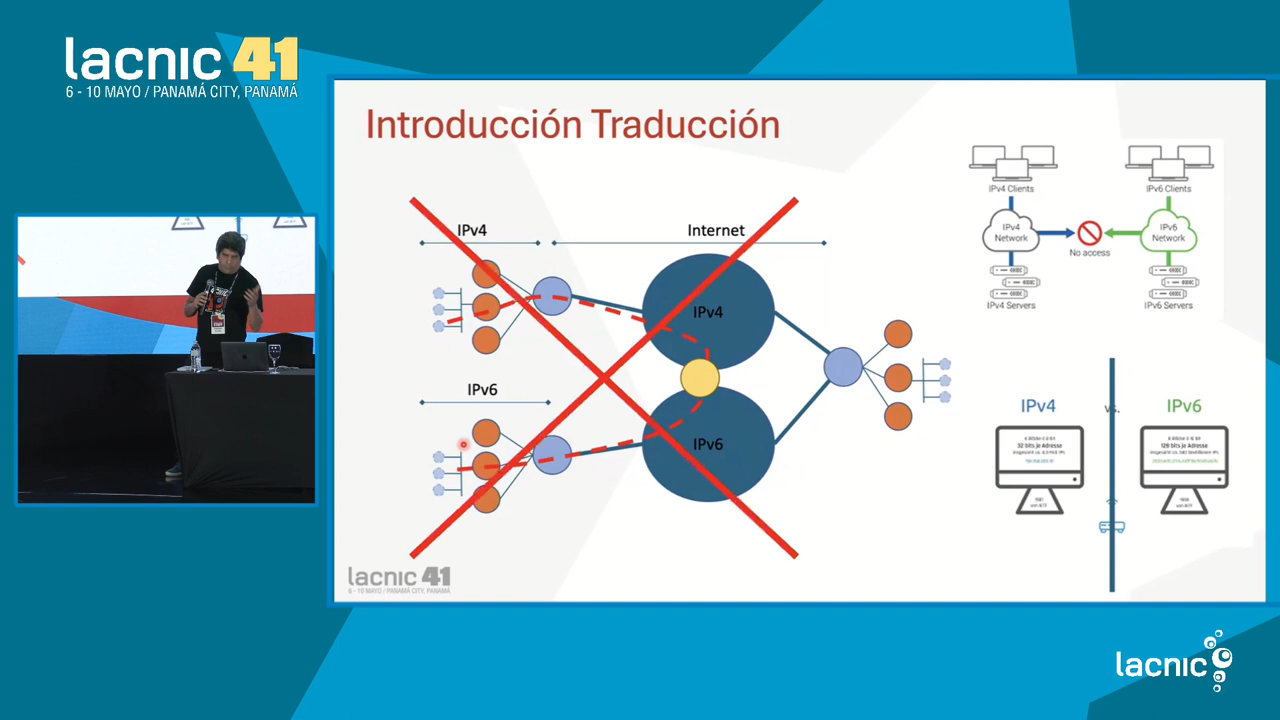 lacnic 41
6 - 10 MAYO / PANAMÁ CITY, PANAMÁ
Introducción Traducción
IPv4
Internet
IPv4
IPv6
IPv6
IPv4 Clients
IPv6 Clients
IPv4
Network
No access
IPv6
Network
IPv4 Servers
IPv6 Servers
IPv4
vs.
IPv6
32 bits je Adresse
128 bits je Adresse
lacnic 41
6 - 10 MAYO / PANAMÁ CITY, PANAMÁ
lacnic